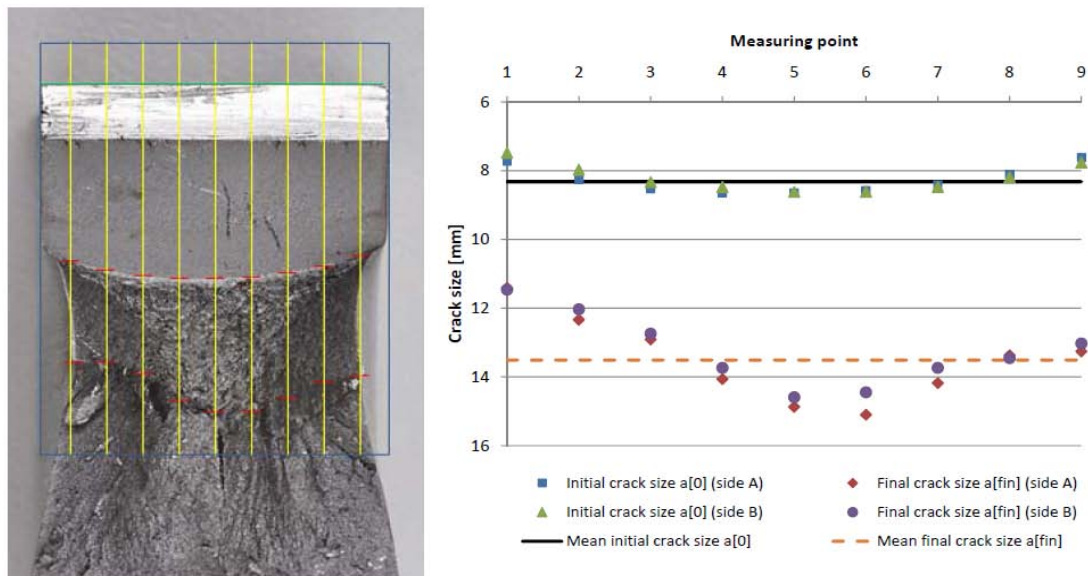 Measuring point
1 2 3 4 5 6 7 8 9
Crack size [mm]
6
8
10
12
14
16
Initial crack size a[0] (side A)
Final crack size a[fin] (side A)
Initial crack size a[0] (side B)
Final crack size a[fin] (side B)
Mean initial crack size a[0]
Mean final crack size a[fin]